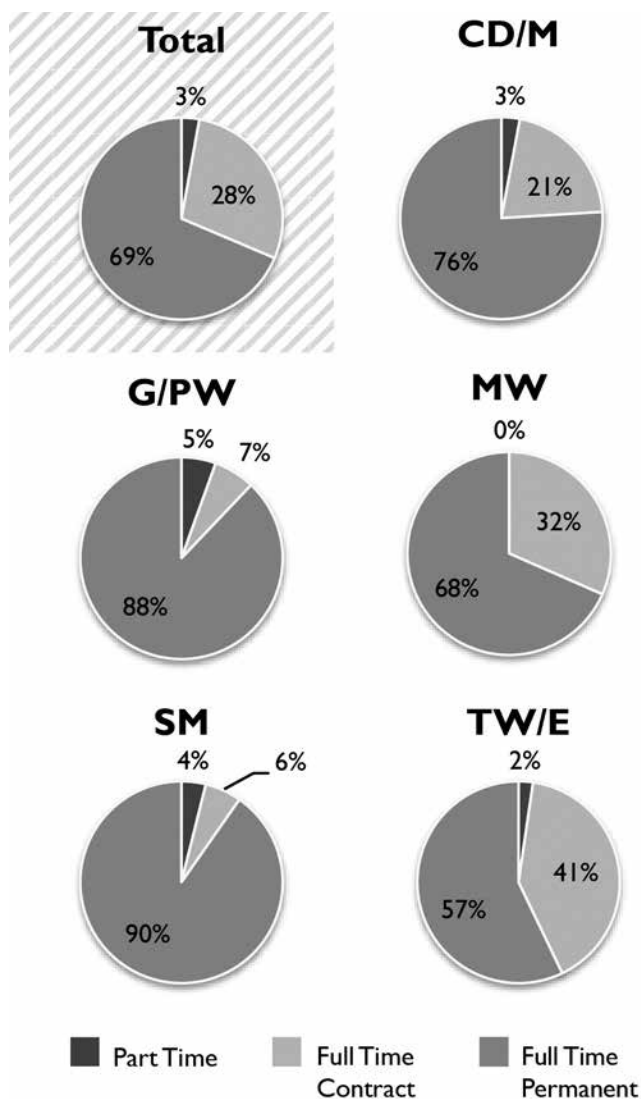 Total
3%
28%
69%
CD/M
3%
21%
76%
G/PW
5%
7%
88%
MW
0%
32%
68%
SM
4%
6%
90%
TW/E
2%
41%
57%
Part Time
Full Time
Contract
Full Time
Permanent